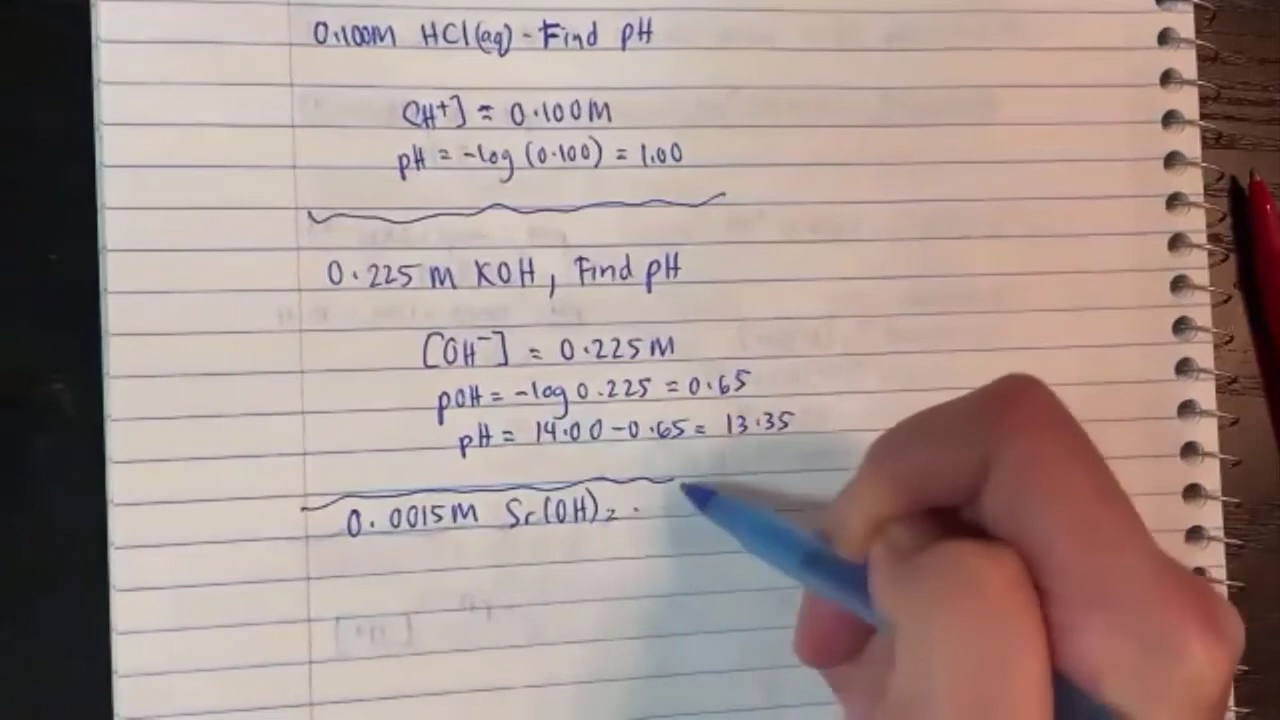 0.100M HCl(aq) - Find pH
[H+] = 0.100M
pH = -log (0.100) = 1.00
0.225 M KOH, Find pH
[OH⁻] = 0.225 M
pOH = -log 0.225 = 0.65
pH = 14.00 - 0.65 = 13.35
0.0015M Sr(OH)₂ .